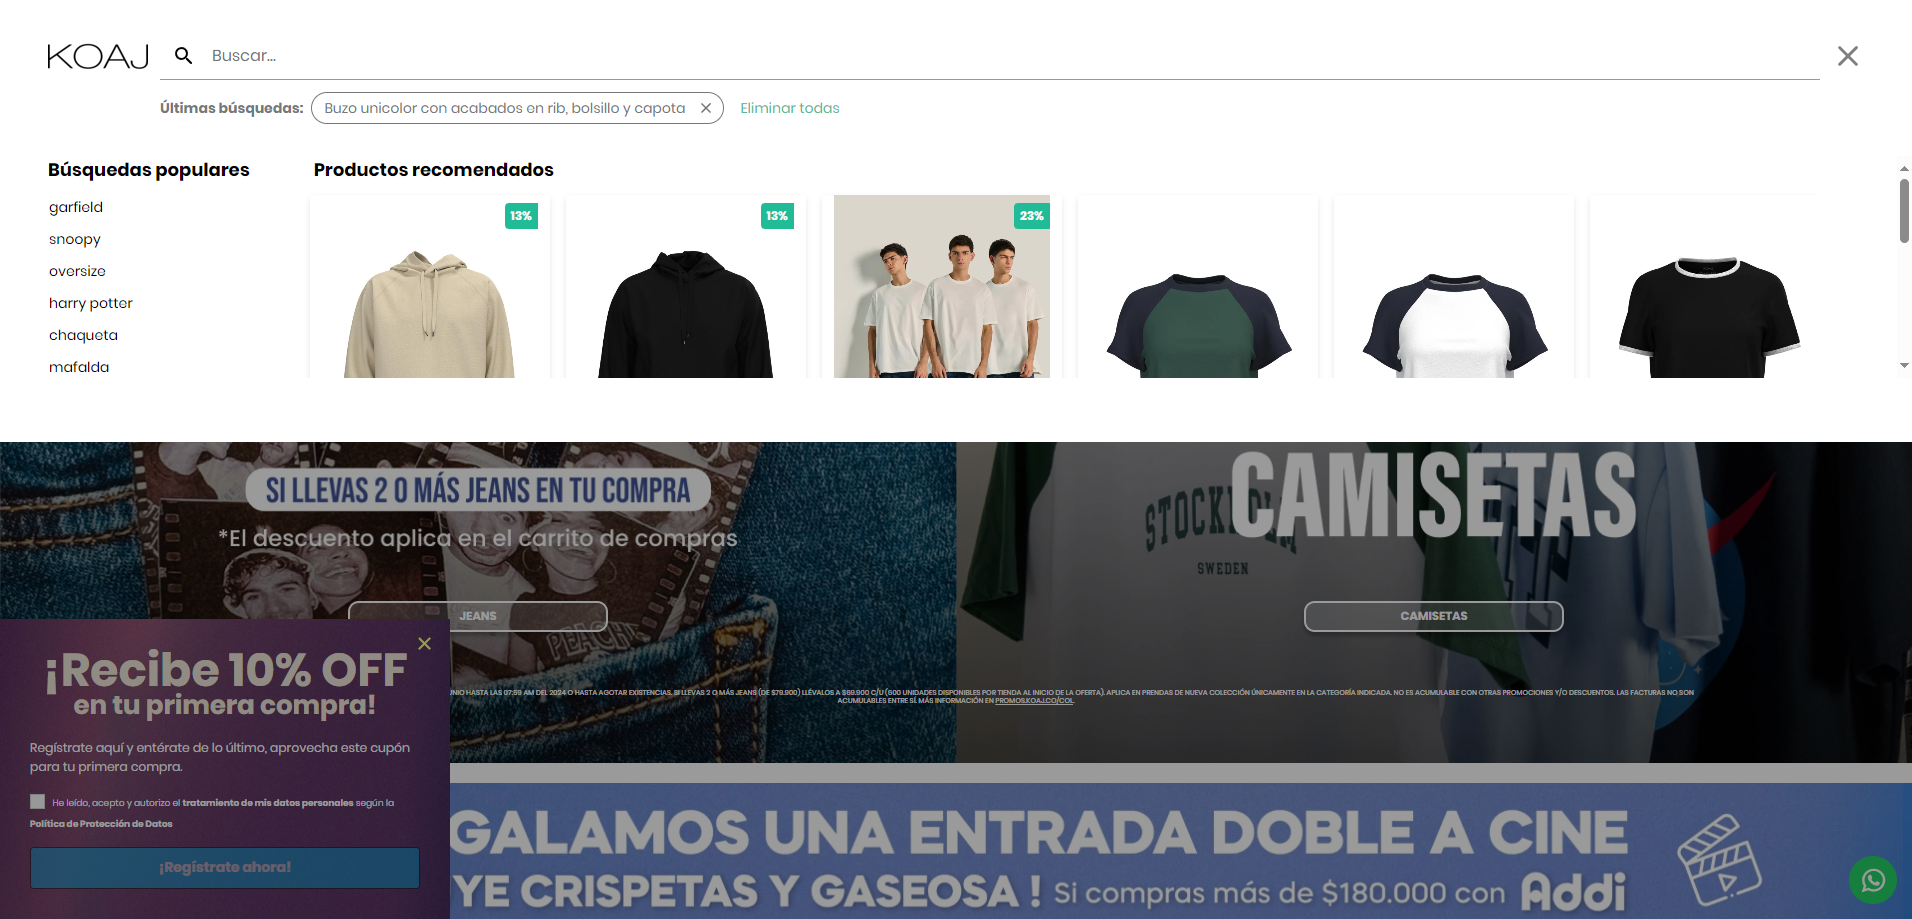 KOAJ
Buscar...
Últimas búsquedas:
Buzo unicolor con acabados en rib, bolsillo y capota
Eliminar todas
Búsquedas populares
garfield
snoopy
oversize
harry potter
chaqueta
mafalda
Productos recomendados
13%
13%
23%
SI LLEVAS 2 O MÁS JEANS EN TU COMPRA
*El descuento aplica en el carrito de compras
JEANS
PEACHY
CAMISETAS
SWEDEN
CAMISETAS
UNIO HASTA LAS 07:59 AM DEL 2024 O HASTA AGOTAR EXISTENCIAS. SI LLEVAS 2 O MÁS JEANS (DE $79.900) LLÉVALOS A $69.900 C/U (600 UNIDADES DISPONIBLES POR TIENDA AL INICIO DE LA OFERTA). APLICA EN PRENDAS DE NUEVA COLECCIÓN ÚNICAMENTE EN LA CATEGORÍA INDICADA. NO ES ACUMULABLE CON OTRAS PROMOCIONES Y/O DESCUENTOS. LAS FACTURAS NO SON
ACUMULABLES ENTRE SÍ. MÁS INFORMACIÓN EN PROMOS.KOAJ.CO/COL.
¡Recibe 10% OFF
en tu primera compra!
Regístrate aquí y entérate de lo último, aprovecha este cupón
para tu primera compra.
He leído, acepto y autorizo el tratamiento de mis datos personales según la
Política de Protección de Datos
¡Regístrate ahora!
GALAMOS UNA ENTRADA DOBLE A CINE
YE CRISPETAS Y GASEOSA ! Si compras más de $180.000 con Addi